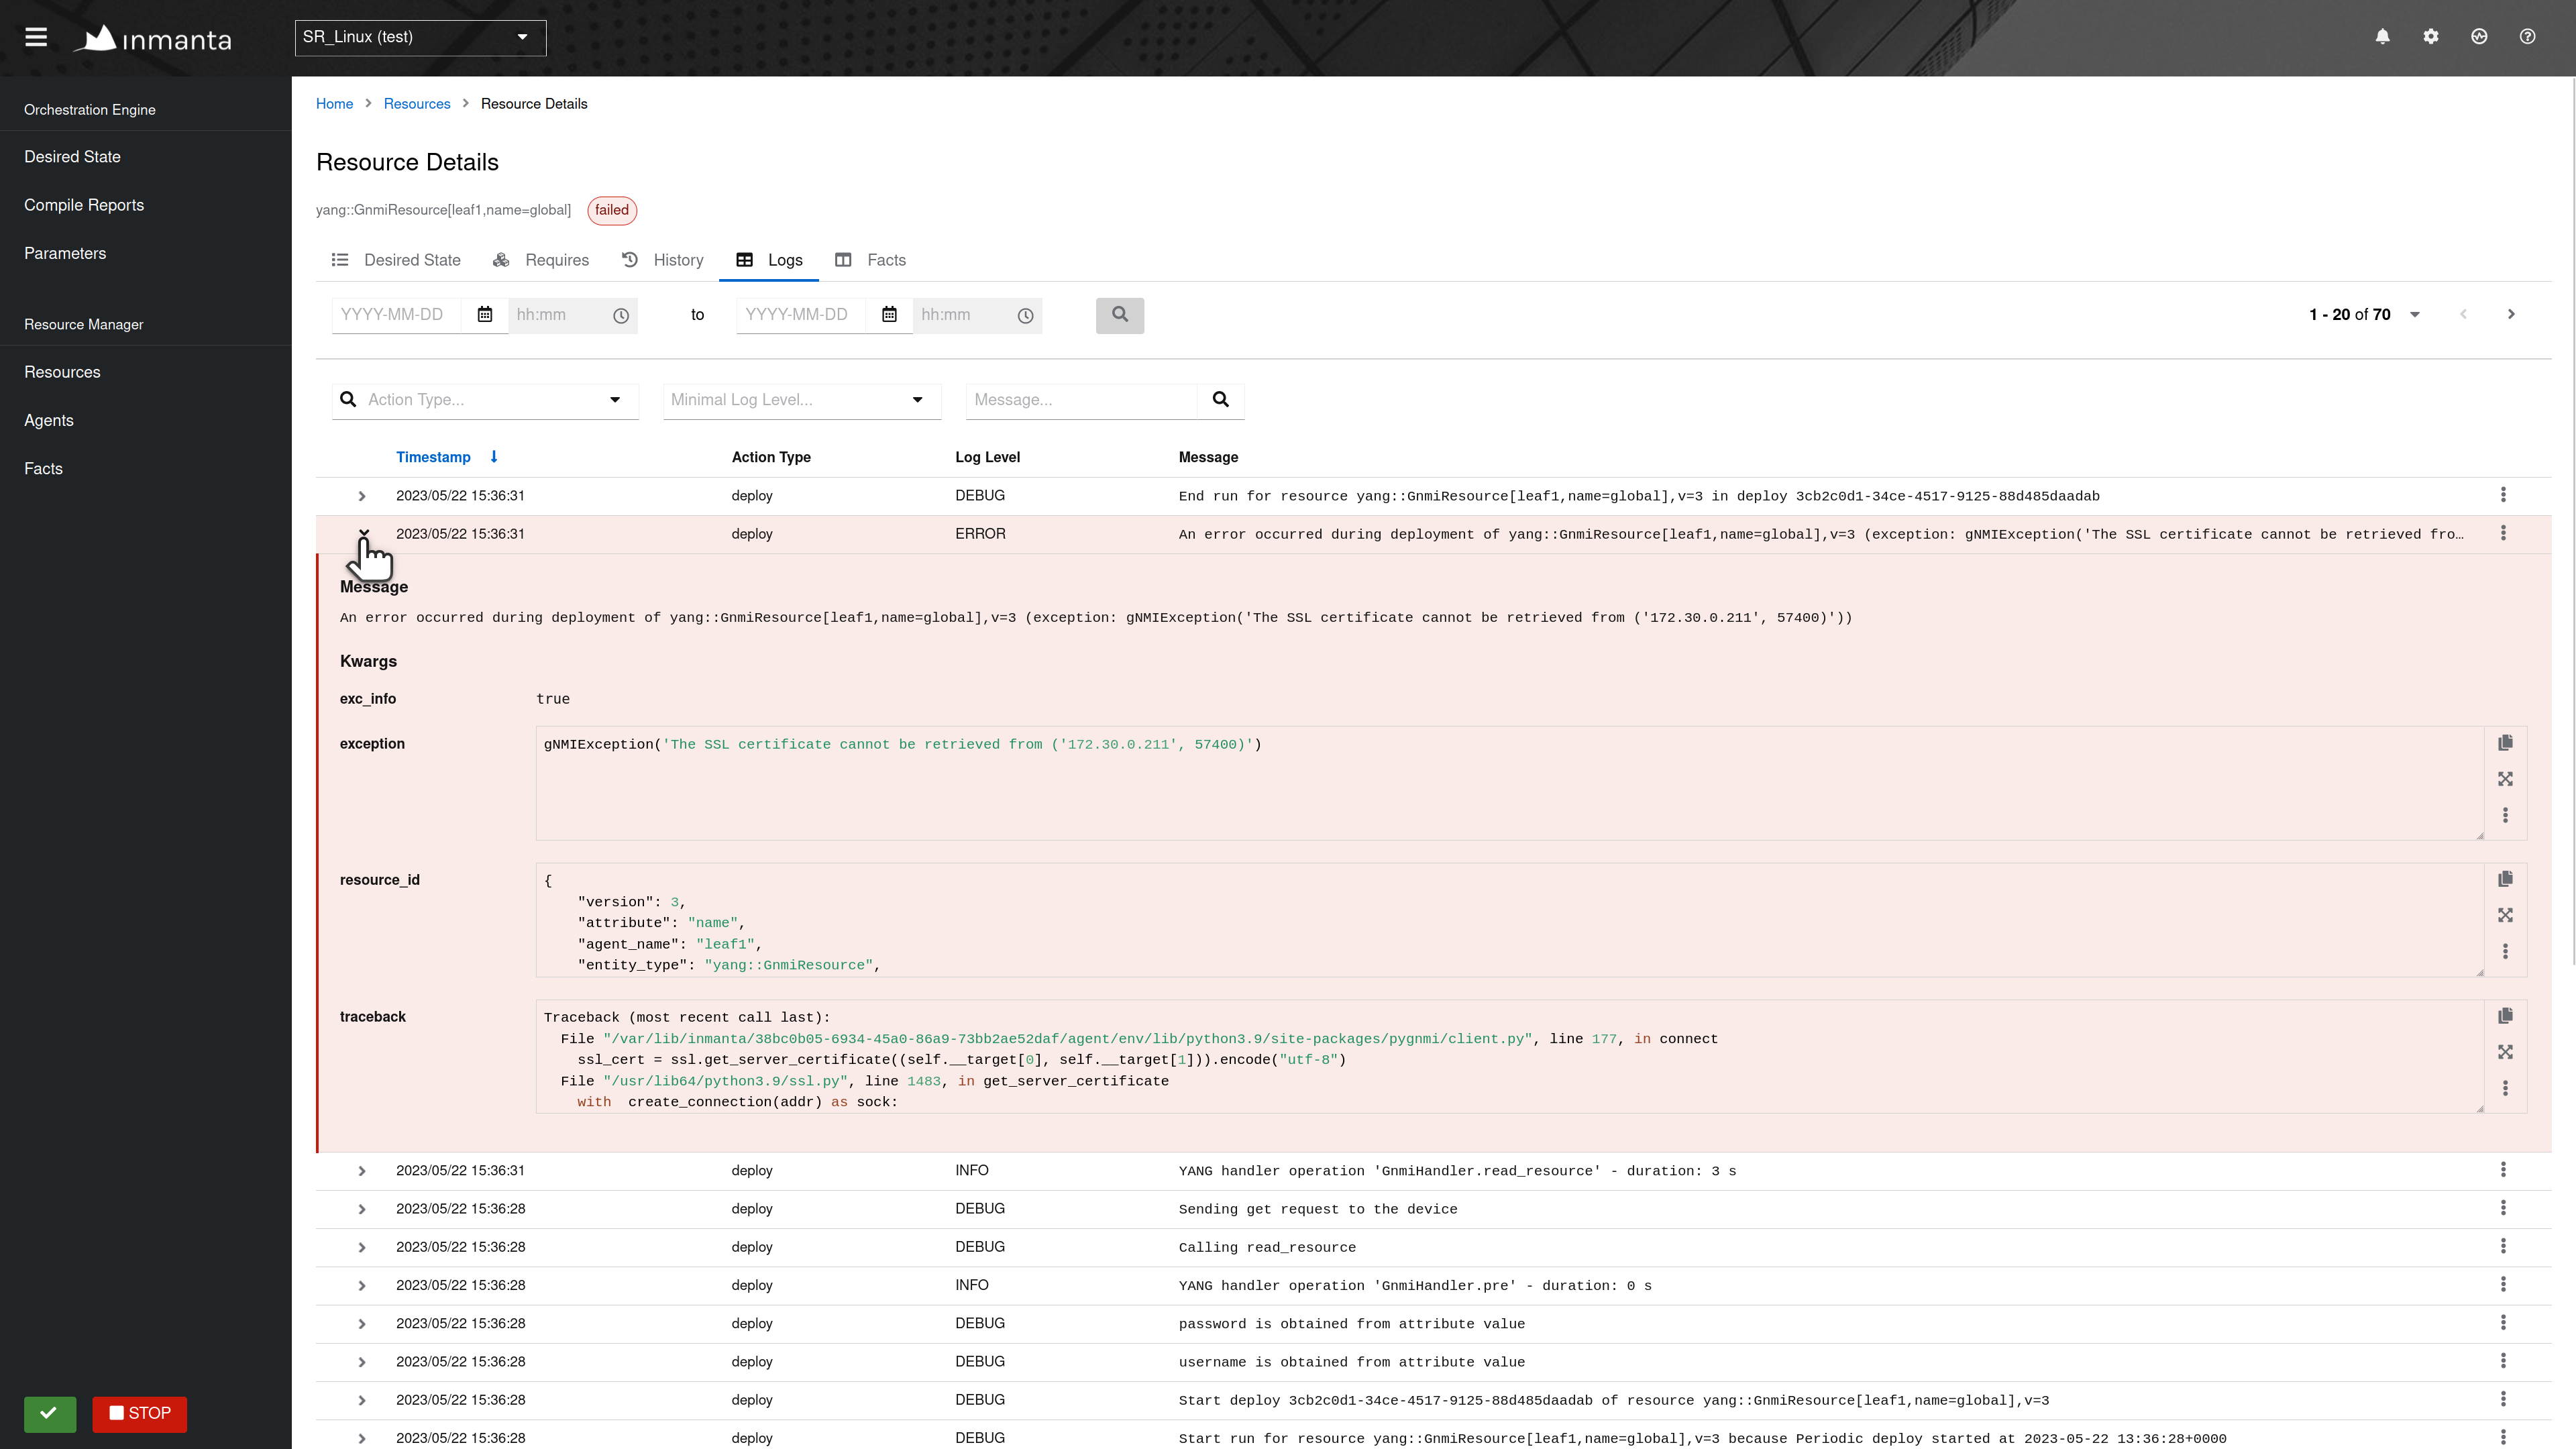 inmanta
SR_Linux (test)
Orchestration Engine
Desired State
Compile Reports
Parameters
Resource Manager
Resources
Agents
Facts
STOP
Home > Resources > Resource Details
Resource Details
yang::GnmiResource[leaf1,name=global] failed
Desired State Requires History Logs Facts
YYYY-MM-DD hh:mm to YYYY-MM-DD hh:mm 1 - 20 of 70
Action Type... Minimal Log Level... Message...
Timestamp Action Type Log Level Message
2023/05/22 15:36:31 deploy DEBUG End run for resource yang::GnmiResource[leaf1,name=global],v=3 in deploy 3cb2c0d1-34ce-4517-9125-88d485daadab
2023/05/22 15:36:31 deploy ERROR An error occurred during deployment of yang::GnmiResource[leaf1,name=global],v=3 (exception: gNMIException('The SSL certificate cannot be retrieved fro…
Message
An error occurred during deployment of yang::GnmiResource[leaf1,name=global],v=3 (exception: gNMIException('The SSL certificate cannot be retrieved from ('172.30.0.211', 57400)'))
Kwargs
exc_info true
exception gNMIException('The SSL certificate cannot be retrieved from ('172.30.0.211', 57400)')
resource_id {
"version": 3,
"attribute": "name",
"agent_name": "leaf1",
"entity_type": "yang::GnmiResource",
traceback Traceback (most recent call last):
File "/var/lib/inmanta/38bc0b05-6934-45a0-86a9-73bb2ae52daf/agent/env/lib/python3.9/site-packages/pygnmi/client.py", line 177, in connect
ssl_cert = ssl.get_server_certificate((self.__target[0], self.__target[1])).encode("utf-8")
File "/usr/lib64/python3.9/ssl.py", line 1483, in get_server_certificate
with create_connection(addr) as sock:
2023/05/22 15:36:31 deploy INFO YANG handler operation 'GnmiHandler.read_resource' - duration: 3 s
2023/05/22 15:36:28 deploy DEBUG Sending get request to the device
2023/05/22 15:36:28 deploy DEBUG Calling read_resource
2023/05/22 15:36:28 deploy INFO YANG handler operation 'GnmiHandler.pre' - duration: 0 s
2023/05/22 15:36:28 deploy DEBUG password is obtained from attribute value
2023/05/22 15:36:28 deploy DEBUG username is obtained from attribute value
2023/05/22 15:36:28 deploy DEBUG Start deploy 3cb2c0d1-34ce-4517-9125-88d485daadab of resource yang::GnmiResource[leaf1,name=global],v=3
2023/05/22 15:36:28 deploy DEBUG Start run for resource yang::GnmiResource[leaf1,name=global],v=3 because Periodic deploy started at 2023-05-22 13:36:28+0000